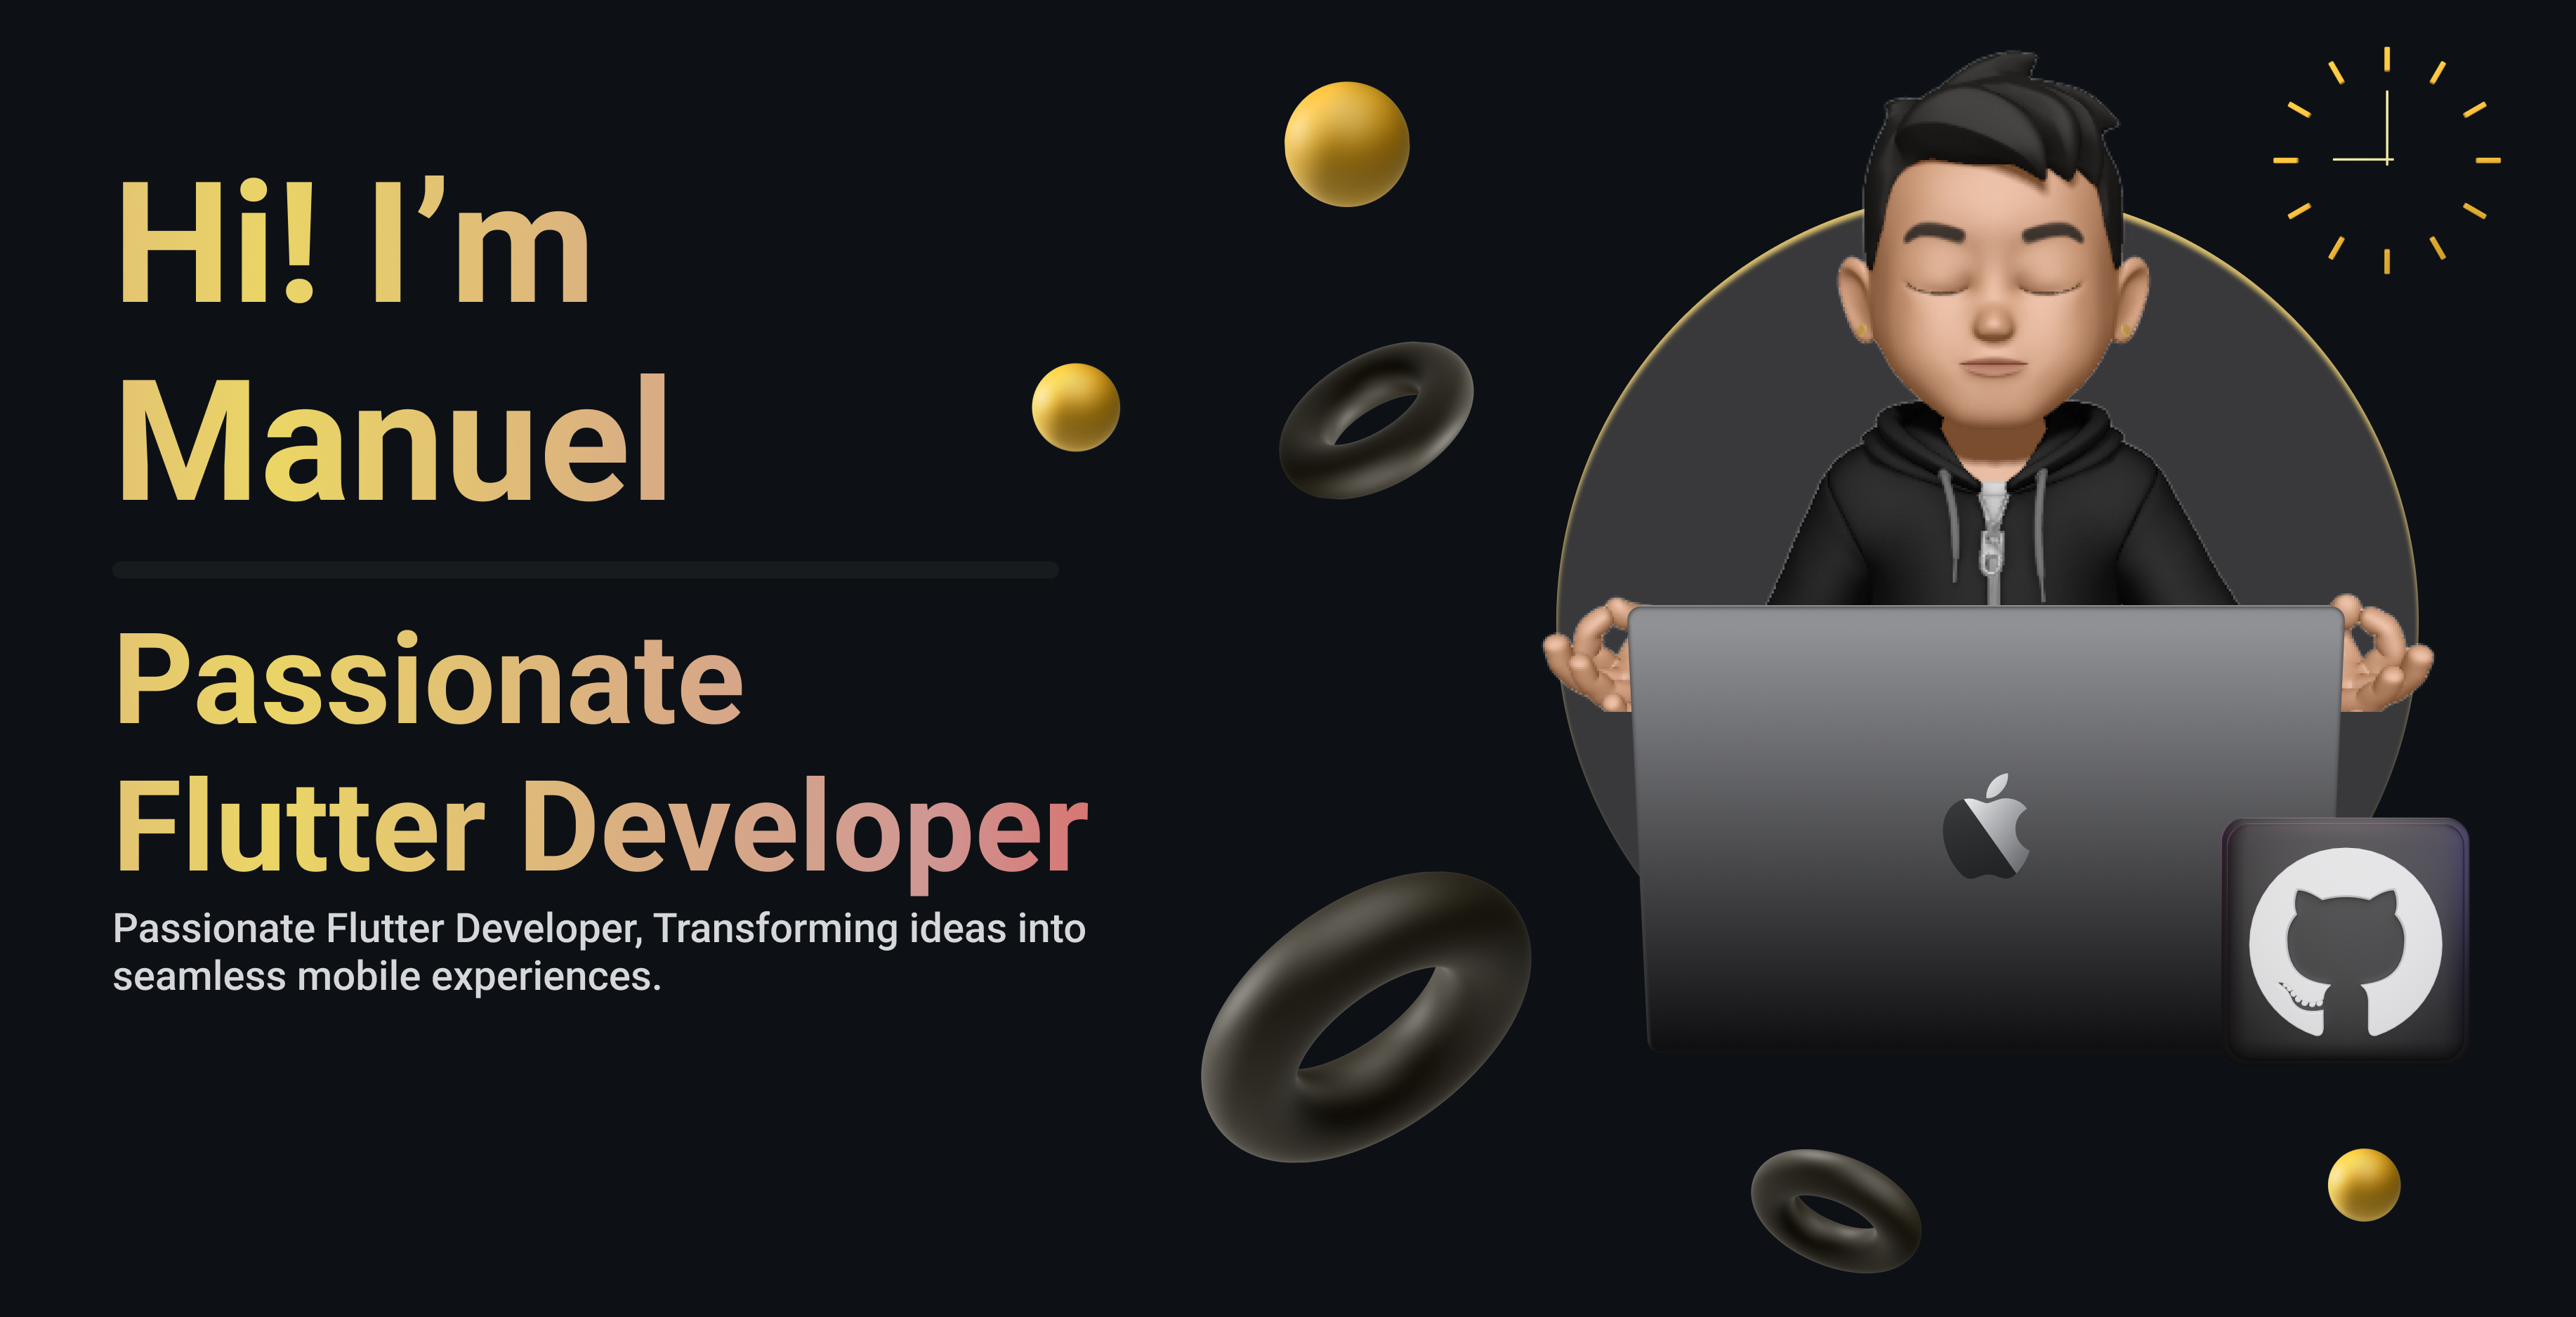 Hi! I’m
Manuel
Passionate
Flutter Developer
Passionate Flutter Developer, Transforming ideas into
seamless mobile experiences.